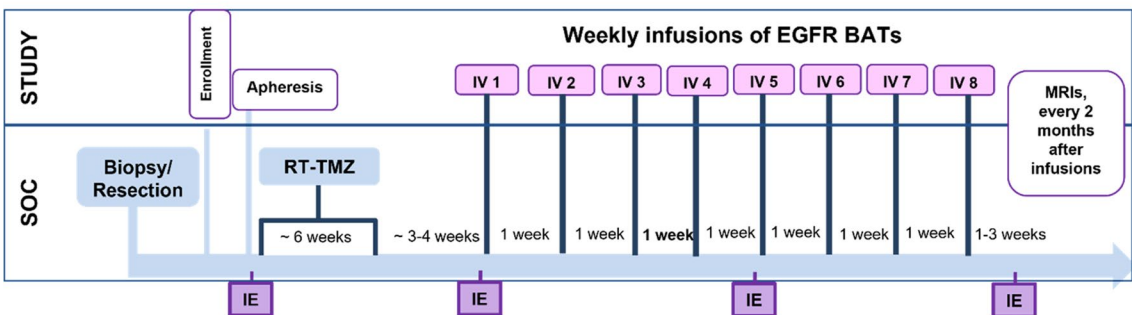 STUDY
Enrollment
Apheresis
Weekly infusions of EGFR BATs
IV 1
IV 2
IV 3
IV 4
IV 5
IV 6
IV 7
IV 8
MRIs,
every 2
months
after
infusions
SOC
Biopsy/
Resection
RT-TMZ
~ 6 weeks
~ 3-4 weeks
1 week
1 week
1 week
1 week
1 week
1 week
1 week
1-3 weeks
IE
IE
IE
IE